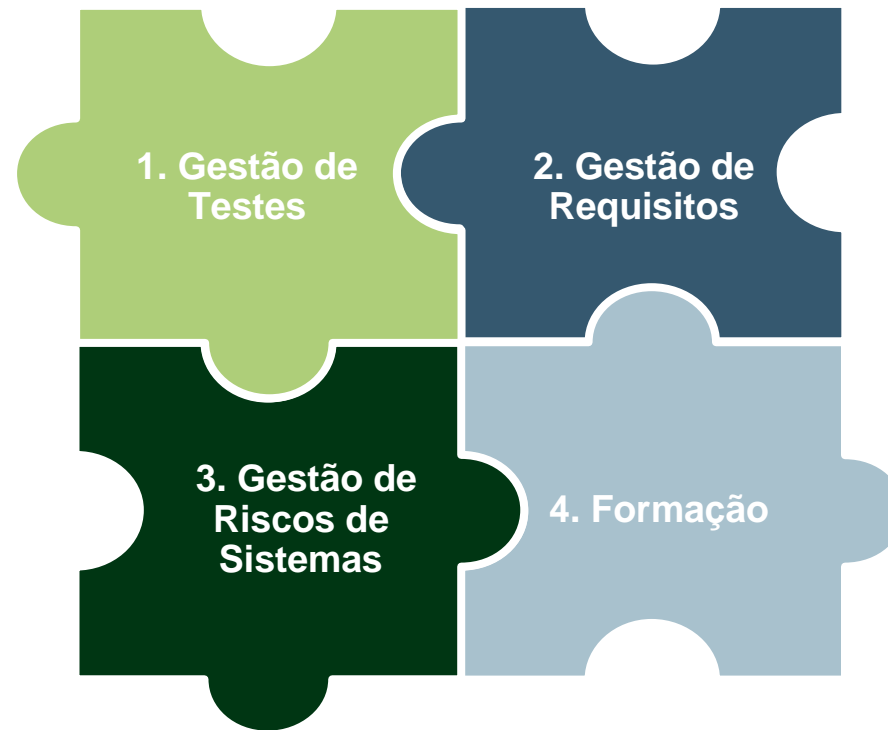 1. Gestão de
Testes
2. Gestão de
Requisitos
3. Gestão de
Riscos de
Sistemas
4. Formação